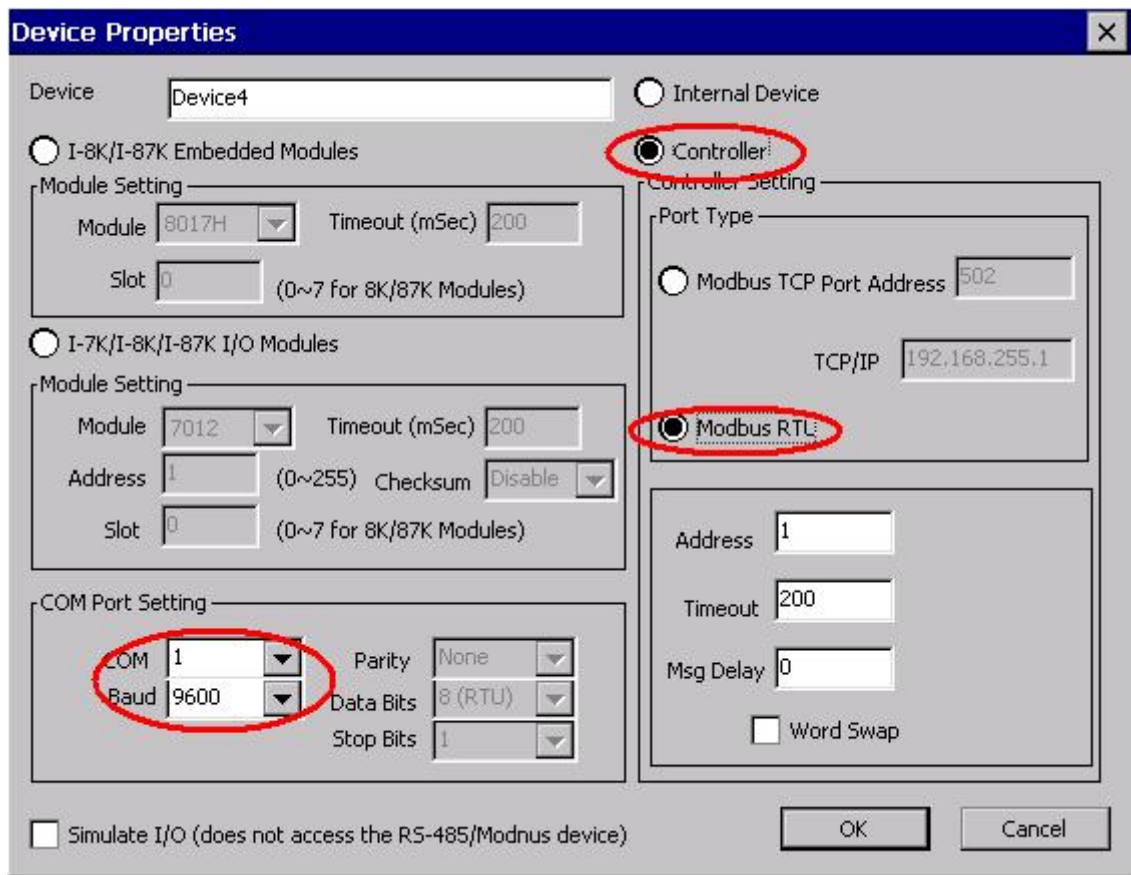 Device Properties
Device Device4
Internal Device
I-8K/I-87K Embedded Modules
Controller
Module Setting
Module 8017H Timeout (mSec) 200
Slot 0 (0~7 for 8K/87K Modules)
I-7K/I-8K/I-87K I/O Modules
Module Setting
Module 7012 Timeout (mSec) 200
Address 1 (0~255) Checksum Disable
Slot 0 (0~7 for 8K/87K Modules)
COM Port Setting
COM 1 Parity None
Baud 9600 Data Bits 8 (RTU)
Stop Bits 1
Controller Setting
Port Type
Modbus TCP Port Address 502
TCP/IP 192.168.255.1
Modbus RTU
Address 1
Timeout 200
Msg Delay 0
Word Swap
Simulate I/O (does not access the RS-485/Modnus device)
OK Cancel